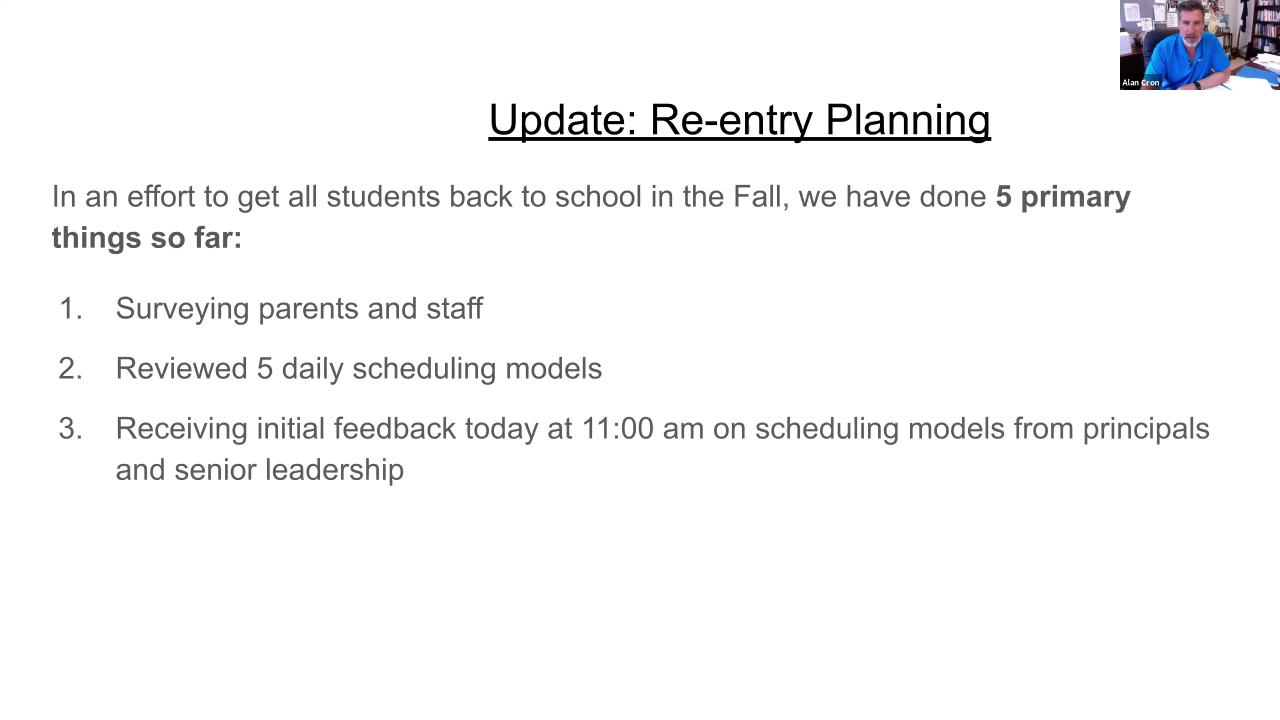 Alan Cron
Update: Re-entry Planning
In an effort to get all students back to school in the Fall, we have done 5 primary
things so far:
1. Surveying parents and staff
2. Reviewed 5 daily scheduling models
3. Receiving initial feedback today at 11:00 am on scheduling models from principals
and senior leadership